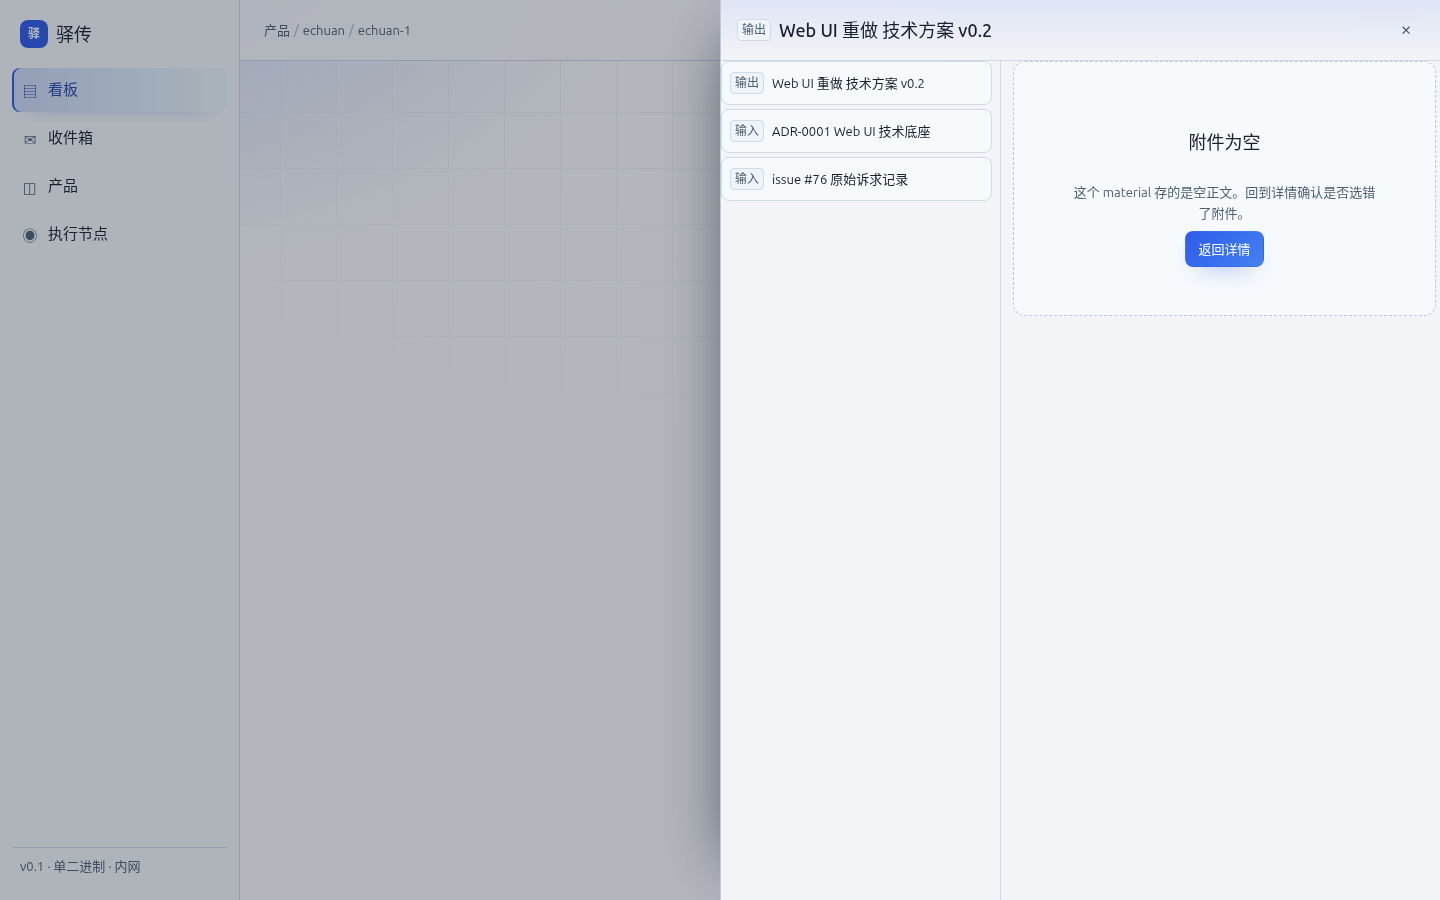 驿 驿传
看板
收件箱
产品
执行节点
v0.1 · 单二进制 · 内网
产品 / echuan / echuan-1
输出 Web UI 重做 技术方案 v0.2 ×
输出 Web UI 重做 技术方案 v0.2
输入 ADR-0001 Web UI 技术底座
输入 issue #76 原始诉求记录
附件为空
这个 material 存的是空正文。回到详情确认是否选错
了附件。
返回详情